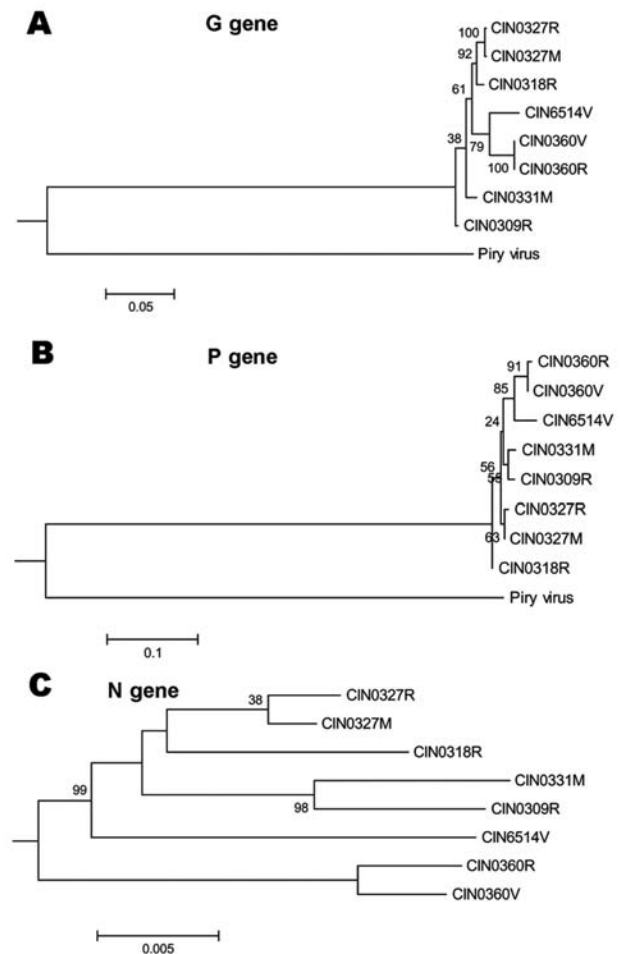 A
G gene
100
CIN0327R
92
CIN0327M
CIN0318R
61
CIN6514V
38
79
CIN0360V
100
CIN0360R
CIN0331M
CIN0309R
Piry virus
0.05
B
P gene
91
CIN0360R
85
CIN0360V
24
CIN6514V
CIN0331M
56
55
CIN0309R
CIN0327R
63
CIN0327M
CIN0318R
Piry virus
0.1
C
N gene
38
CIN0327R
CIN0327M
CIN0318R
99
CIN0331M
98
CIN0309R
CIN6514V
CIN0360R
CIN0360V
0.005